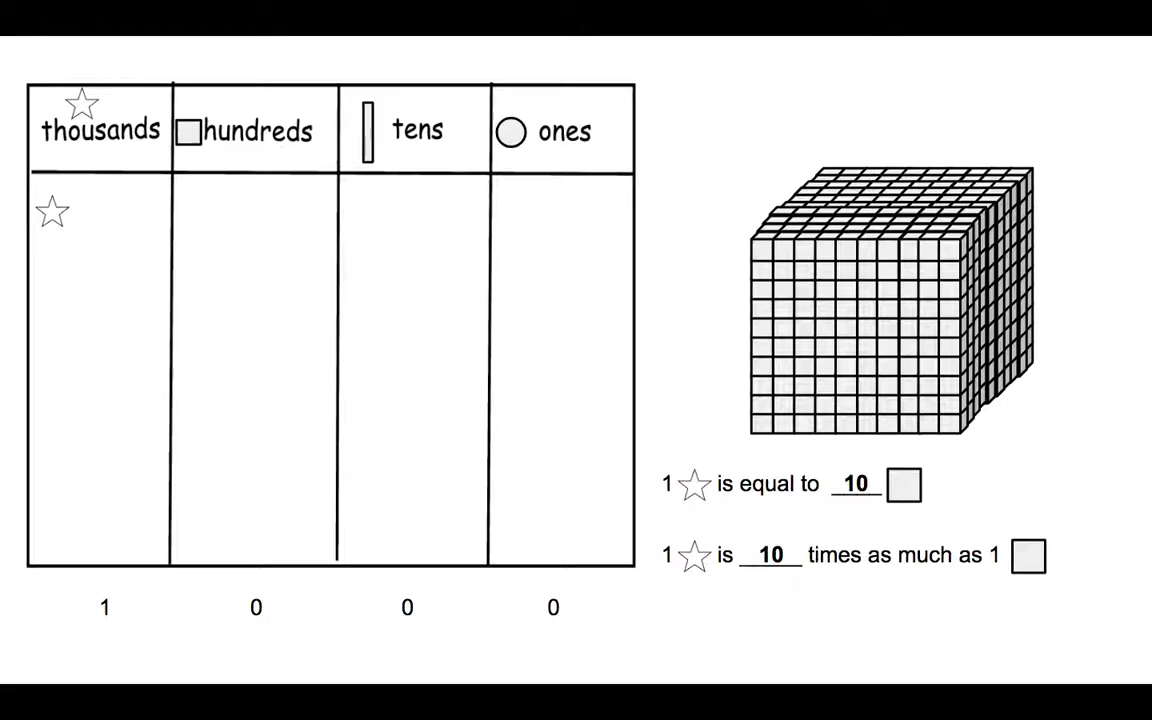 thousands hundreds tens ones
1 is equal to 10
1 is 10 times as much as 1
1 0 0 0